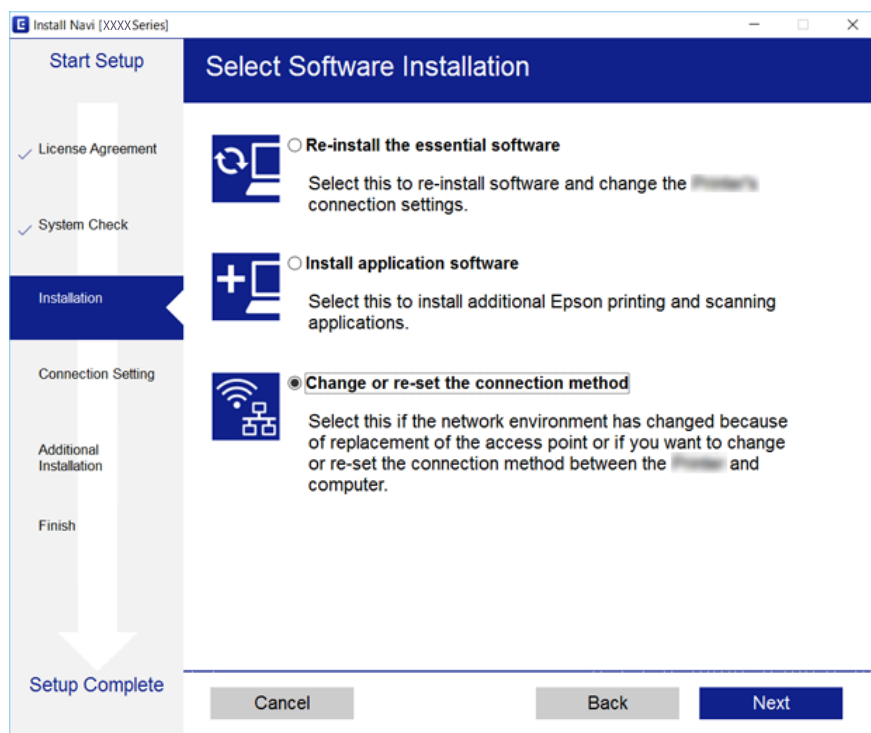 Install Navi [XXXX Series]
Start Setup
License Agreement
System Check
Installation
Connection Setting
Additional
Installation
Finish
Setup Complete
Select Software Installation
Re-install the essential software
Select this to re-install software and change the
connection settings.
Install application software
Select this to install additional Epson printing and scanning
applications.
Change or re-set the connection method
Select this if the network environment has changed because
of replacement of the access point or if you want to change
or re-set the connection method between the and
computer.
Cancel
Back
Next